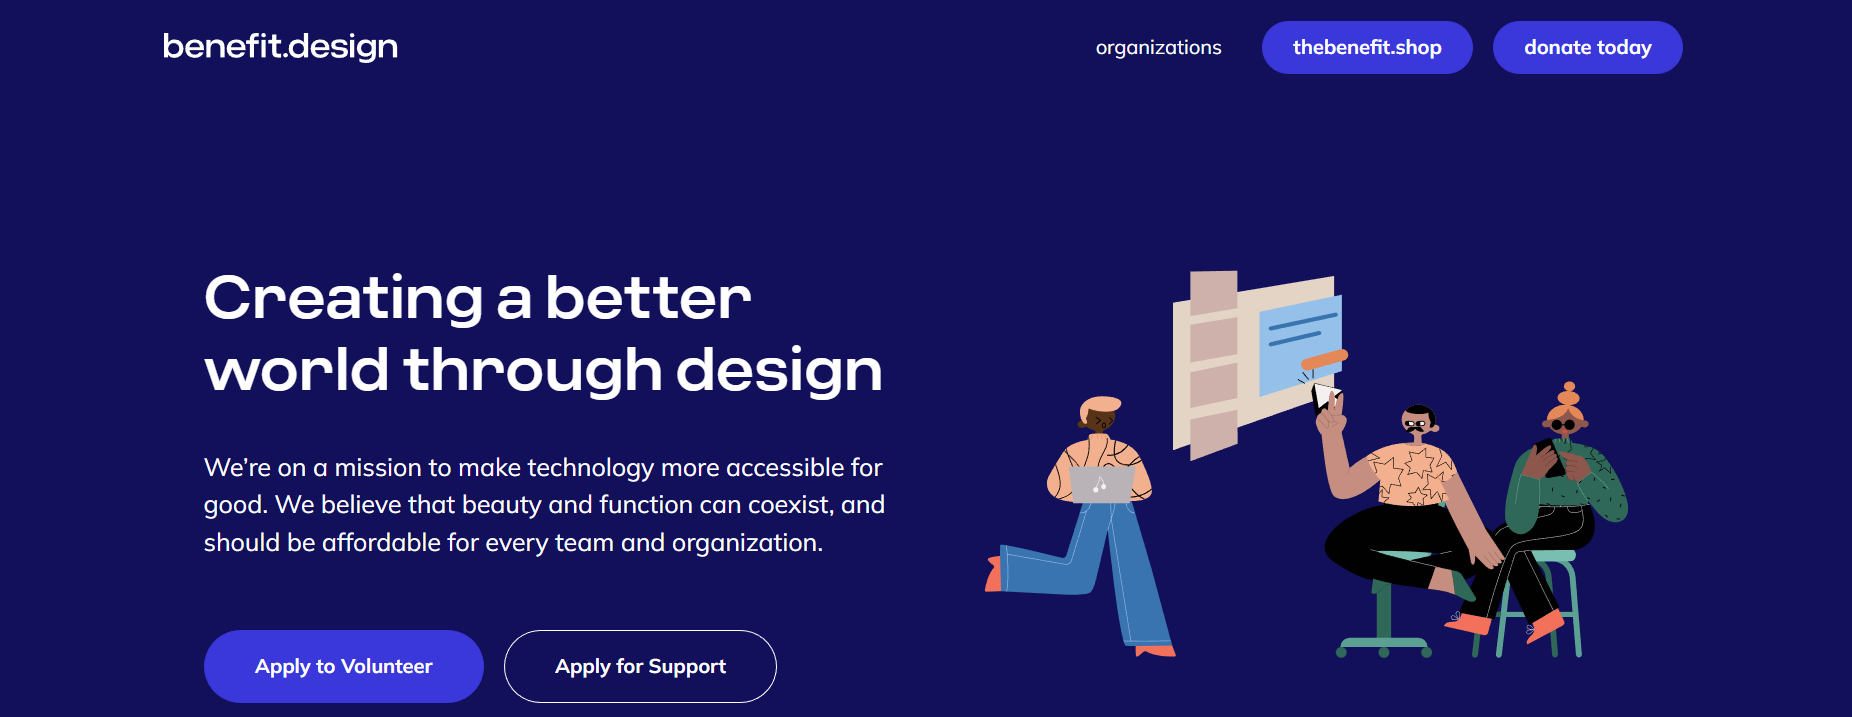 benefit.design
organizations
thebenefit.shop
donate today
Creating a better
world through design
We’re on a mission to make technology more accessible for
good. We believe that beauty and function can coexist, and
should be affordable for every team and organization.
Apply to Volunteer
Apply for Support